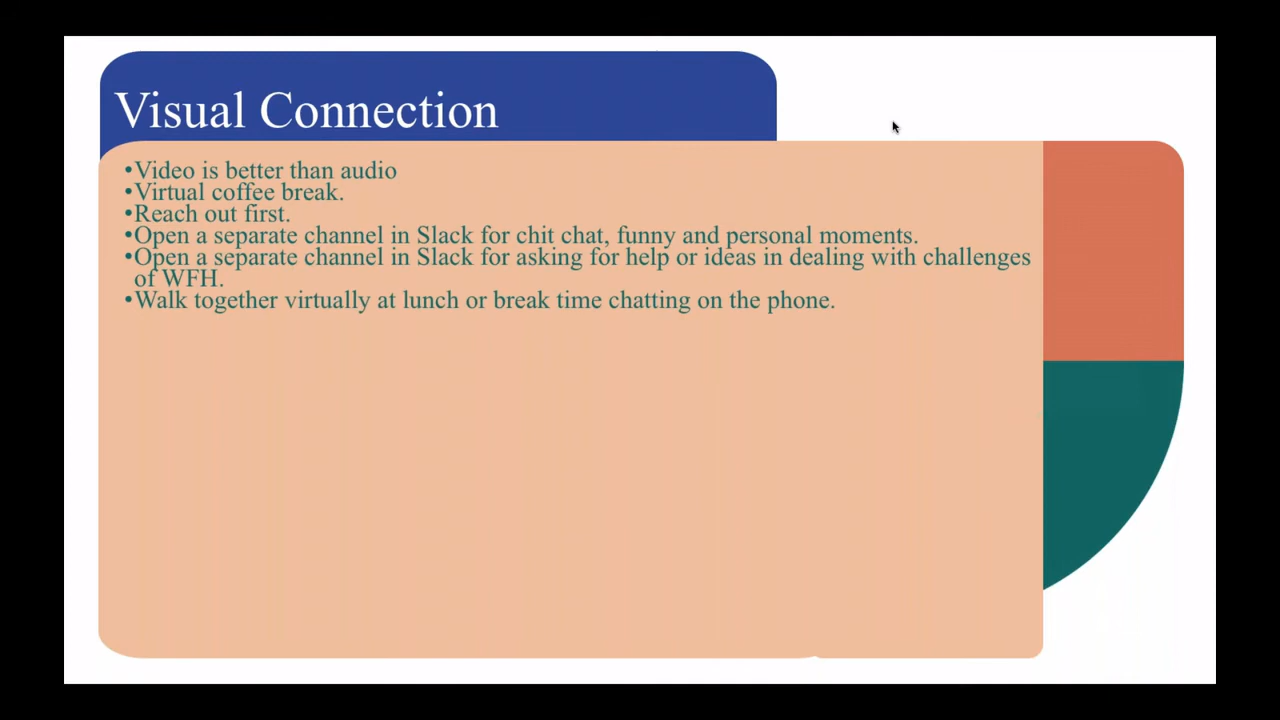 Visual Connection
•Video is better than audio
•Virtual coffee break.
•Reach out first.
•Open a separate channel in Slack for chit chat, funny and personal moments.
•Open a separate channel in Slack for asking for help or ideas in dealing with challenges
of WFH.
•Walk together virtually at lunch or break time chatting on the phone.